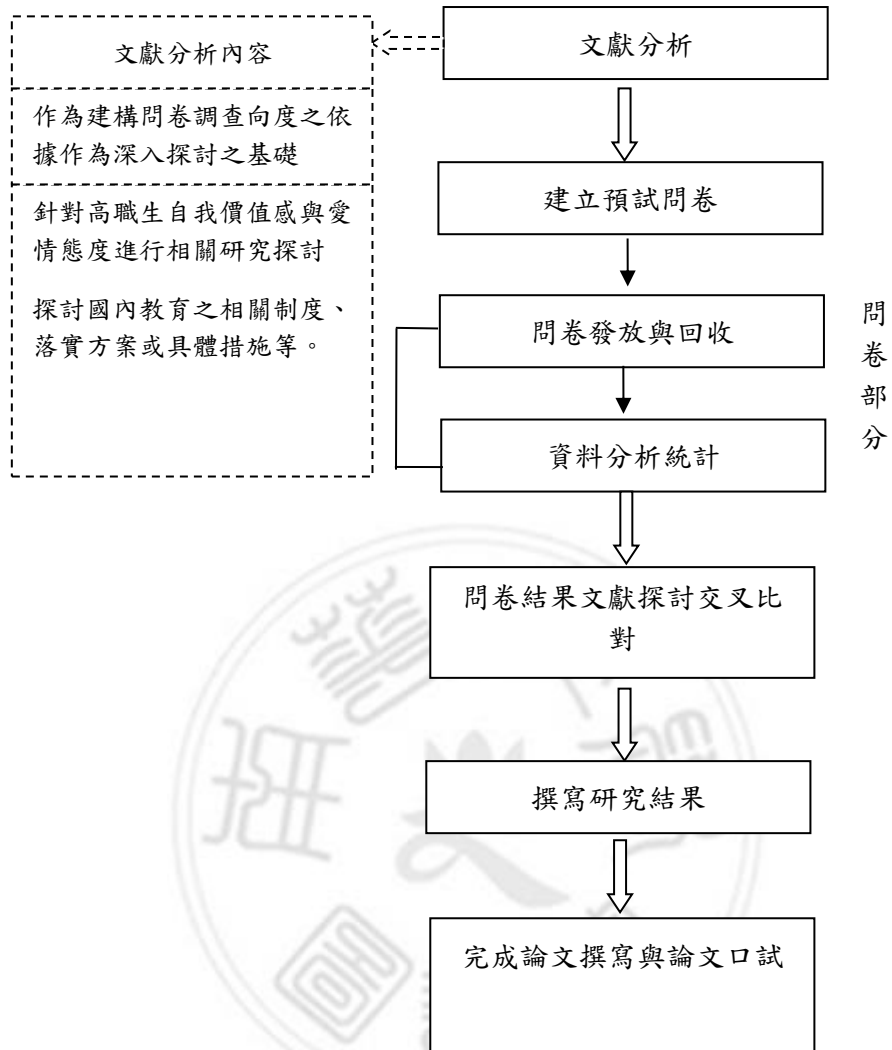 文獻分析內容
作為建構問卷調查向度之依
據作為深入探討之基礎
針對高職生自我價值感與愛
情態度進行相關研究探討
探討國內教育之相關制度、
落實方案或具體措施等。
文獻分析
建立預試問卷
問卷發放與回收
資料分析統計
問卷結果文獻探討交叉比
對
撰寫研究結果
完成論文撰寫與論文口試
問
卷
部
分